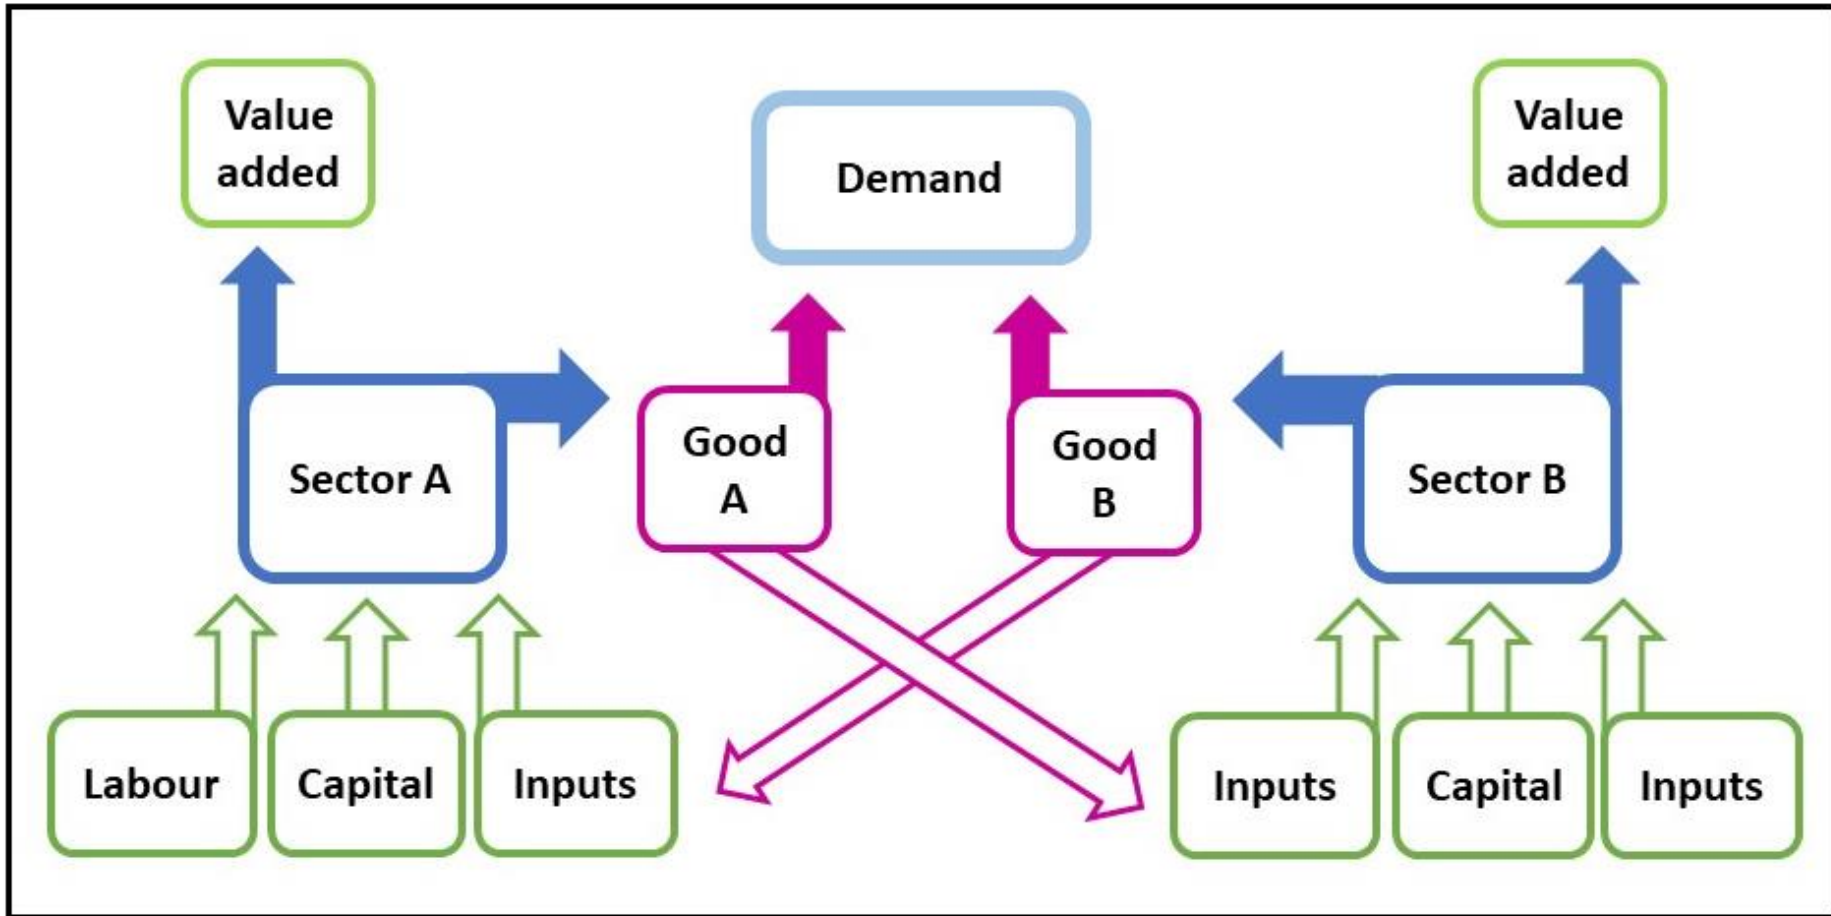 Value
added
Demand
Value
added
Sector A
Good
A
Good
B
Sector B
Labour
Capital
Inputs
Inputs
Capital
Inputs